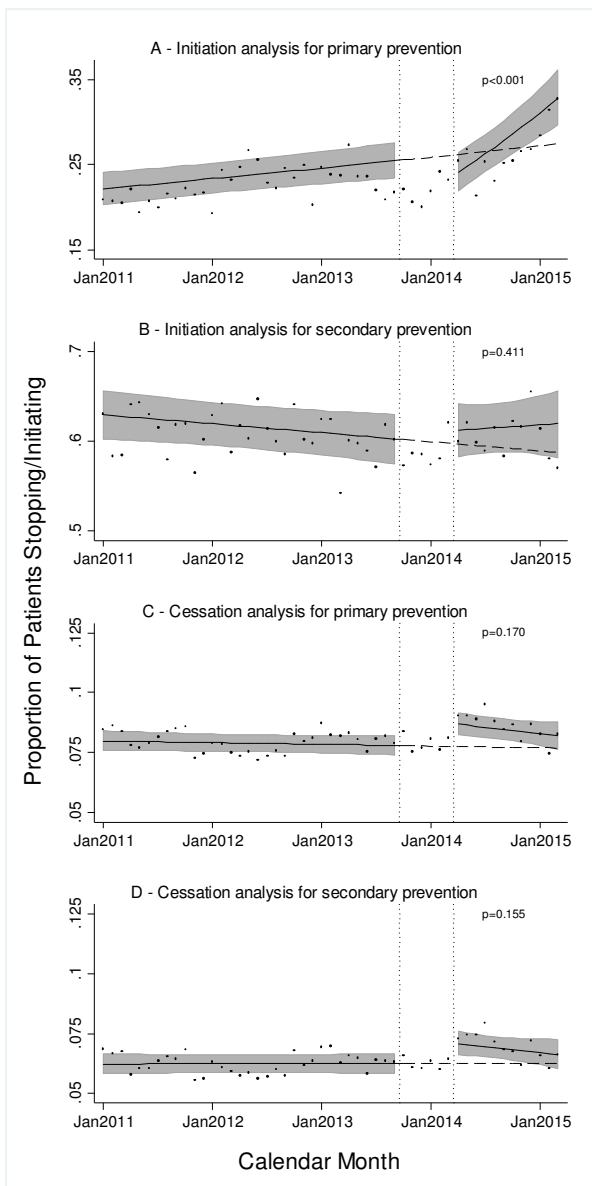 A - Initiation analysis for primary prevention
p<0.001
.35
.25
.15
Jan2011 Jan2012 Jan2013 Jan2014 Jan2015
B - Initiation analysis for secondary prevention
p=0.411
.7
.6
.5
Jan2011 Jan2012 Jan2013 Jan2014 Jan2015
C - Cessation analysis for primary prevention
p=0.170
.125
.1
.075
.05
Jan2011 Jan2012 Jan2013 Jan2014 Jan2015
D - Cessation analysis for secondary prevention
p=0.155
.125
.1
.075
.05
Jan2011 Jan2012 Jan2013 Jan2014 Jan2015
Proportion of Patients Stopping/Initiating
Calendar Month